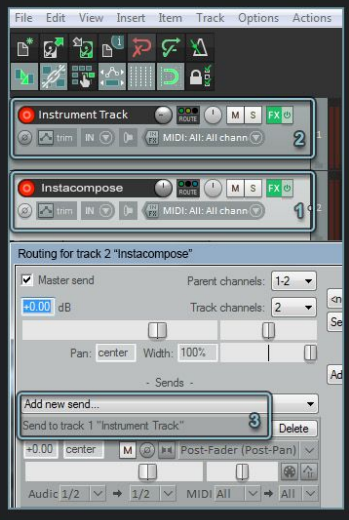 File Edit View Insert Item Track Options Actions
Instrument Track ROUTE M S FX
trim IN FX MIDI: All: All chann 2 1
Instacompose ROUTE M S FX
trim IN FX MIDI: All: All chann 1 2
Routing for track 2 "Instacompose"
Master send Parent channels: 1-2
+0.00 dB Track channels: 2
Pan: center Width: 100%
- Sends -
Add new send...
Send to track 1 "Instrument Track" 3 Delete
+0.00 center M Post-Fader (Post-Pan)
Audio 1/2 → 1/2 MIDI All → All